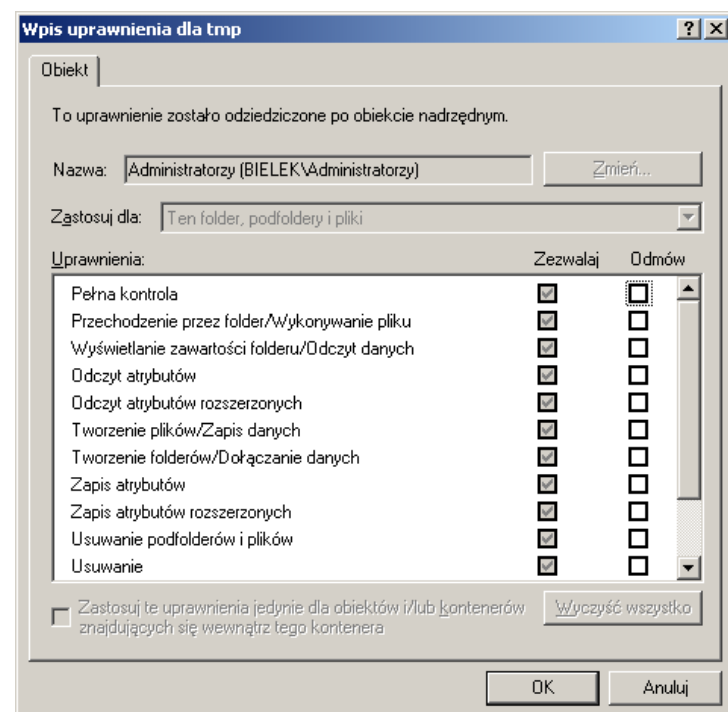 Wpis uprawnienia dla tmp
Obiekt
To uprawnienie zostało odziedziczone po obiekcie nadrzędnym.
Nazwa: Administratorzy (BIELEK\Administratorzy) Zmień...
Zastosuj dla: Ten folder, podfoldery i pliki
Uprawnienia: Zezwalaj Odmów
Pełna kontrola
Przechodzenie przez folder/Wykonywanie pliku
Wyświetlanie zawartości folderu/Odczyt danych
Odczyt atrybutów
Odczyt atrybutów rozszerzonych
Tworzenie plików/Zapis danych
Tworzenie folderów/Dołączanie danych
Zapis atrybutów
Zapis atrybutów rozszerzonych
Usuwanie podfolderów i plików
Usuwanie
Zastosuj te uprawnienia jedynie dla obiektów i/lub kontenerów Wyczyść wszystko
znajdujących się wewnątrz tego kontenera
OK Anuluj